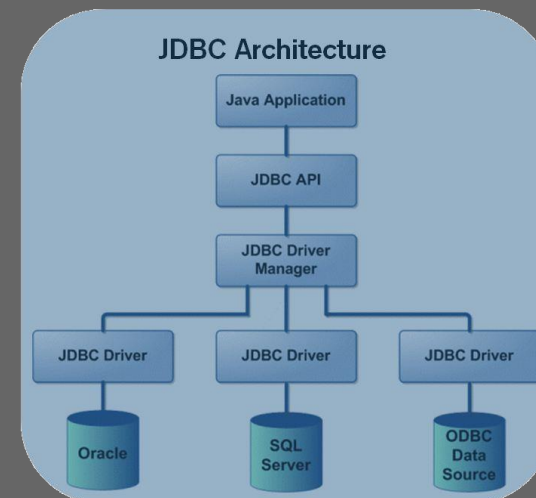 JDBC Architecture
Java Application
JDBC API
JDBC Driver
Manager
JDBC Driver
JDBC Driver
JDBC Driver
Oracle
SQL
Server
ODBC
Data
Source